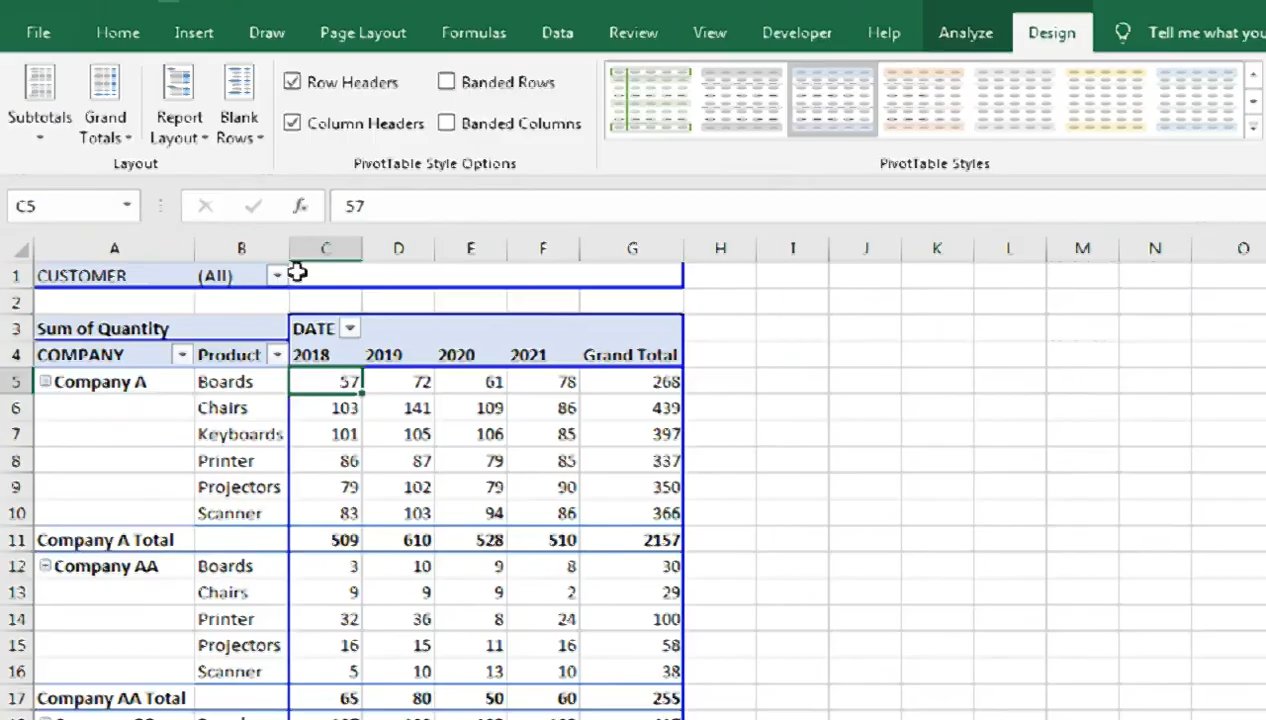 File Home Insert Draw Page Layout Formulas Data Review View Developer Help Analyze Design Tell me what you
Subtotals Grand Totals Report Layout Blank Rows
Row Headers Banded Rows
Column Headers Banded Columns
Layout PivotTable Style Options PivotTable Styles
C5 fx 57
A B C D E F G H I J K L M N O
1 CUSTOMER (All)
2
3 Sum of Quantity DATE
4 COMPANY Product 2018 2019 2020 2021 Grand Total
5 Company A Boards 57 72 61 78 268
6 Chairs 103 141 109 86 439
7 Keyboards 101 105 106 85 397
8 Printer 86 87 79 85 337
9 Projectors 79 102 79 90 350
10 Scanner 83 103 94 86 366
11 Company A Total 509 610 528 510 2157
12 Company AA Boards 3 10 9 8 30
13 Chairs 9 9 9 2 29
14 Printer 32 36 8 24 100
15 Projectors 16 15 11 16 58
16 Scanner 5 10 13 10 38
17 Company AA Total 65 80 50 60 255